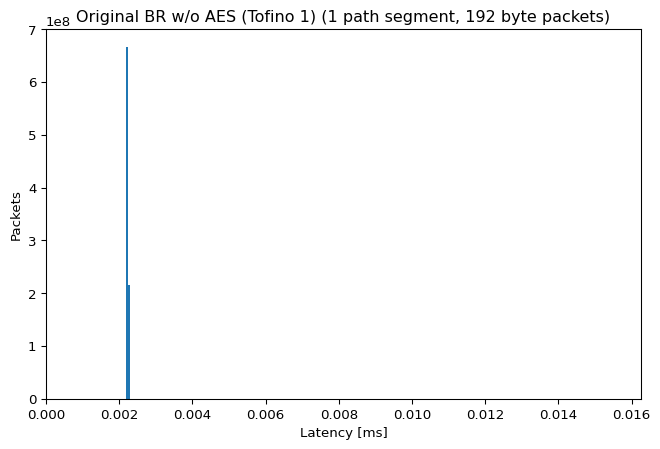 Original BR w/o AES (Tofino 1) (1 path segment, 192 byte packets)
1e8
7
6
5
4
3
2
1
0
Packets
0.000 0.002 0.004 0.006 0.008 0.010 0.012 0.014 0.016
Latency [ms]